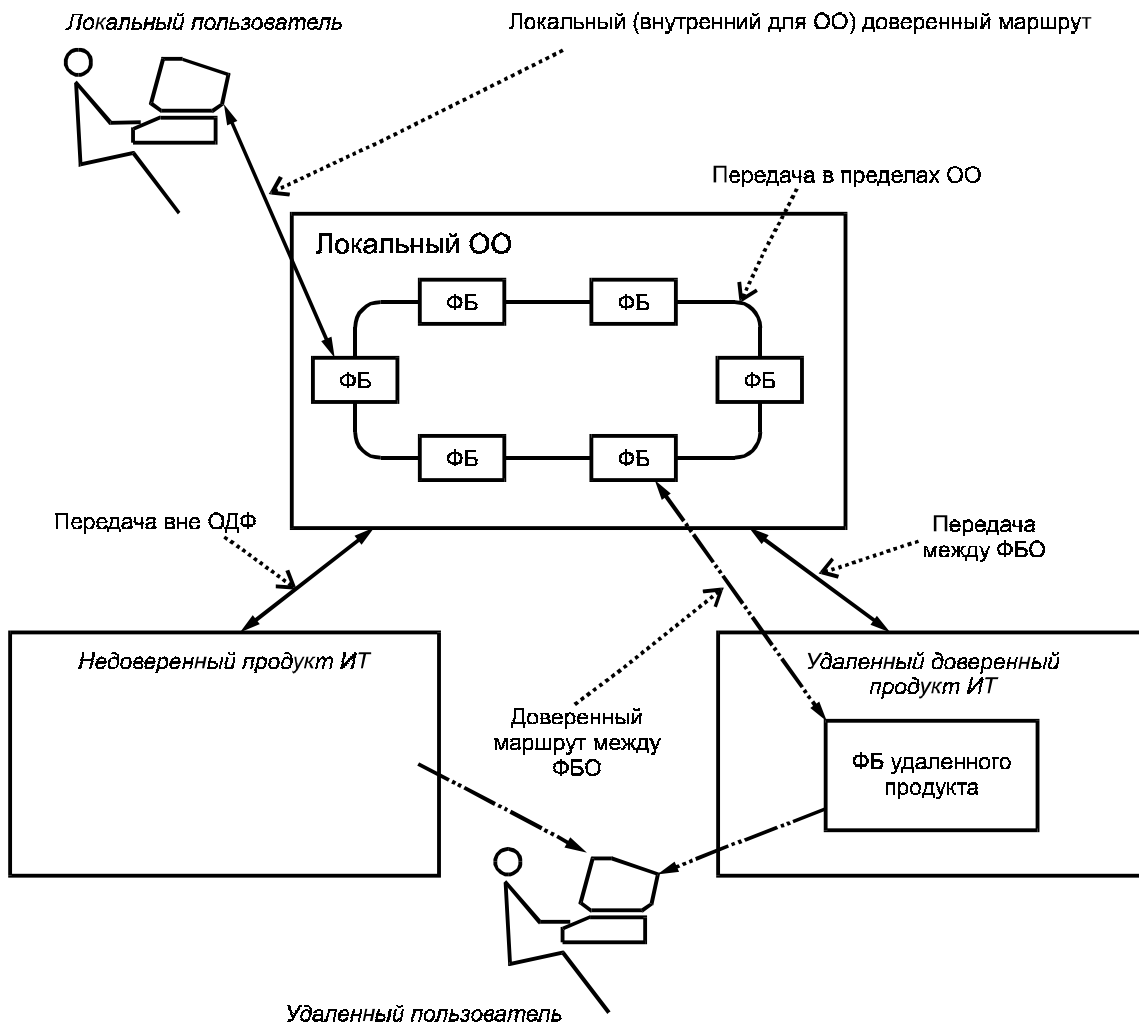 Локальный пользователь
Локальный (внутренний для ОО) доверенный маршрут
Передача в пределах ОО
Локальный ОО
ФБ
ФБ
ФБ
ФБ
ФБ
ФБ
Передача вне ОДФ
Передача
между ФБО
Недоверенный продукт ИТ
Удаленный доверенный
продукт ИТ
Доверенный
маршрут между
ФБО
ФБ удаленного
продукта
Удаленный пользователь